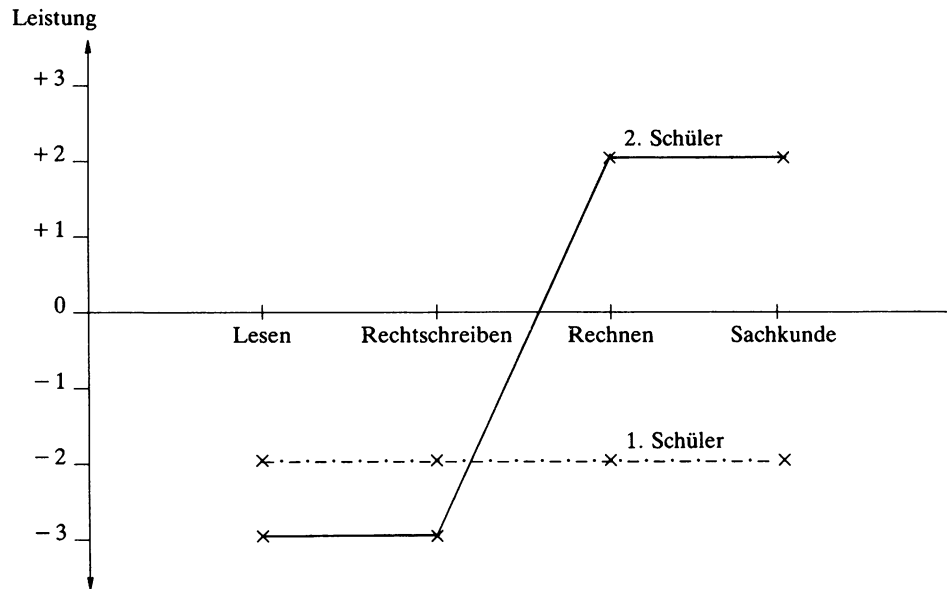 Leistung
+3
2. Schüler
+2
+1
0
Lesen Rechtschreiben Rechnen Sachkunde
−1
1. Schüler
−2
−3